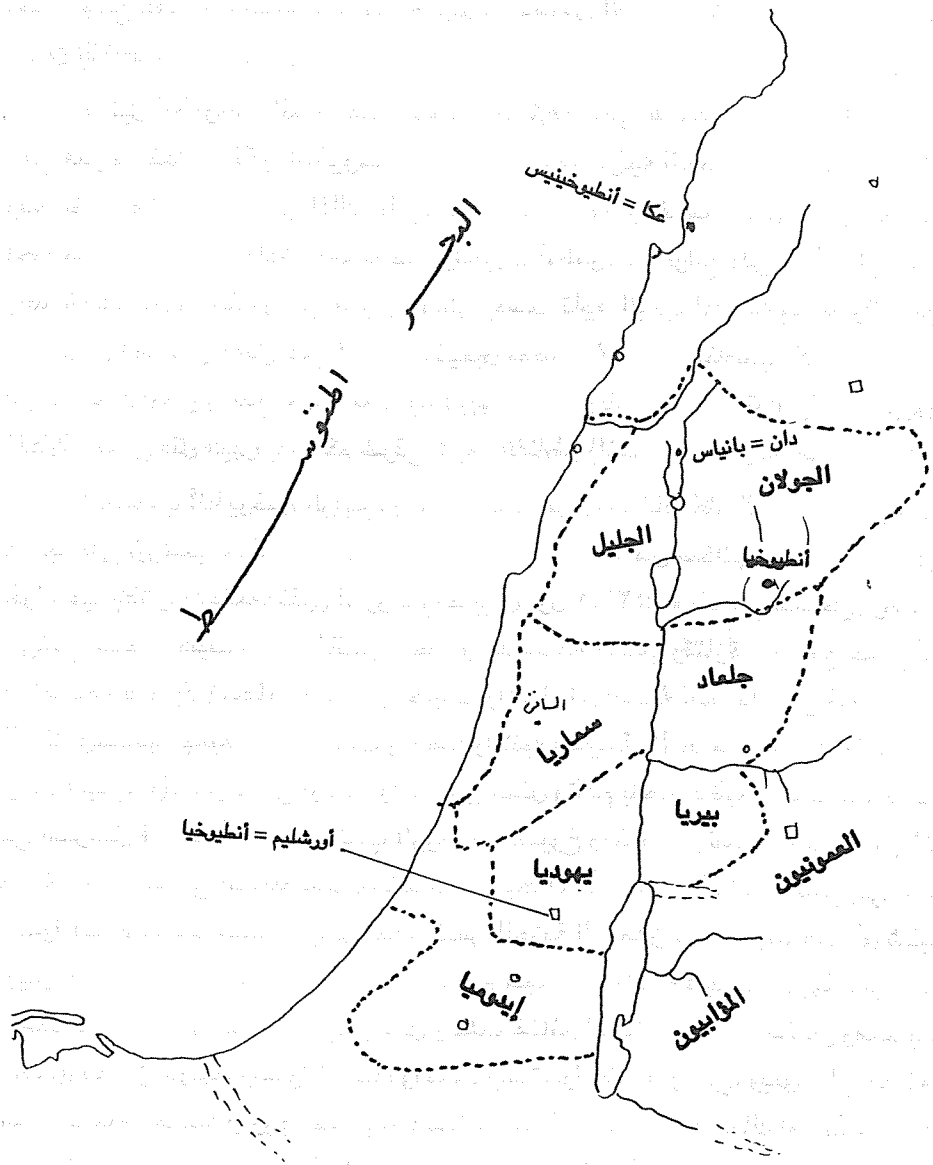 عكا = أنطيوخينيس
البحر
المتوسط
دان = بانياس
الجولان
الجليل
أنطيوخيا
جلعاد
سماريا
بيريا
أورشليم = أنطيوخيا
العمونيون
يهوديا
إيدوميا
المؤابيون